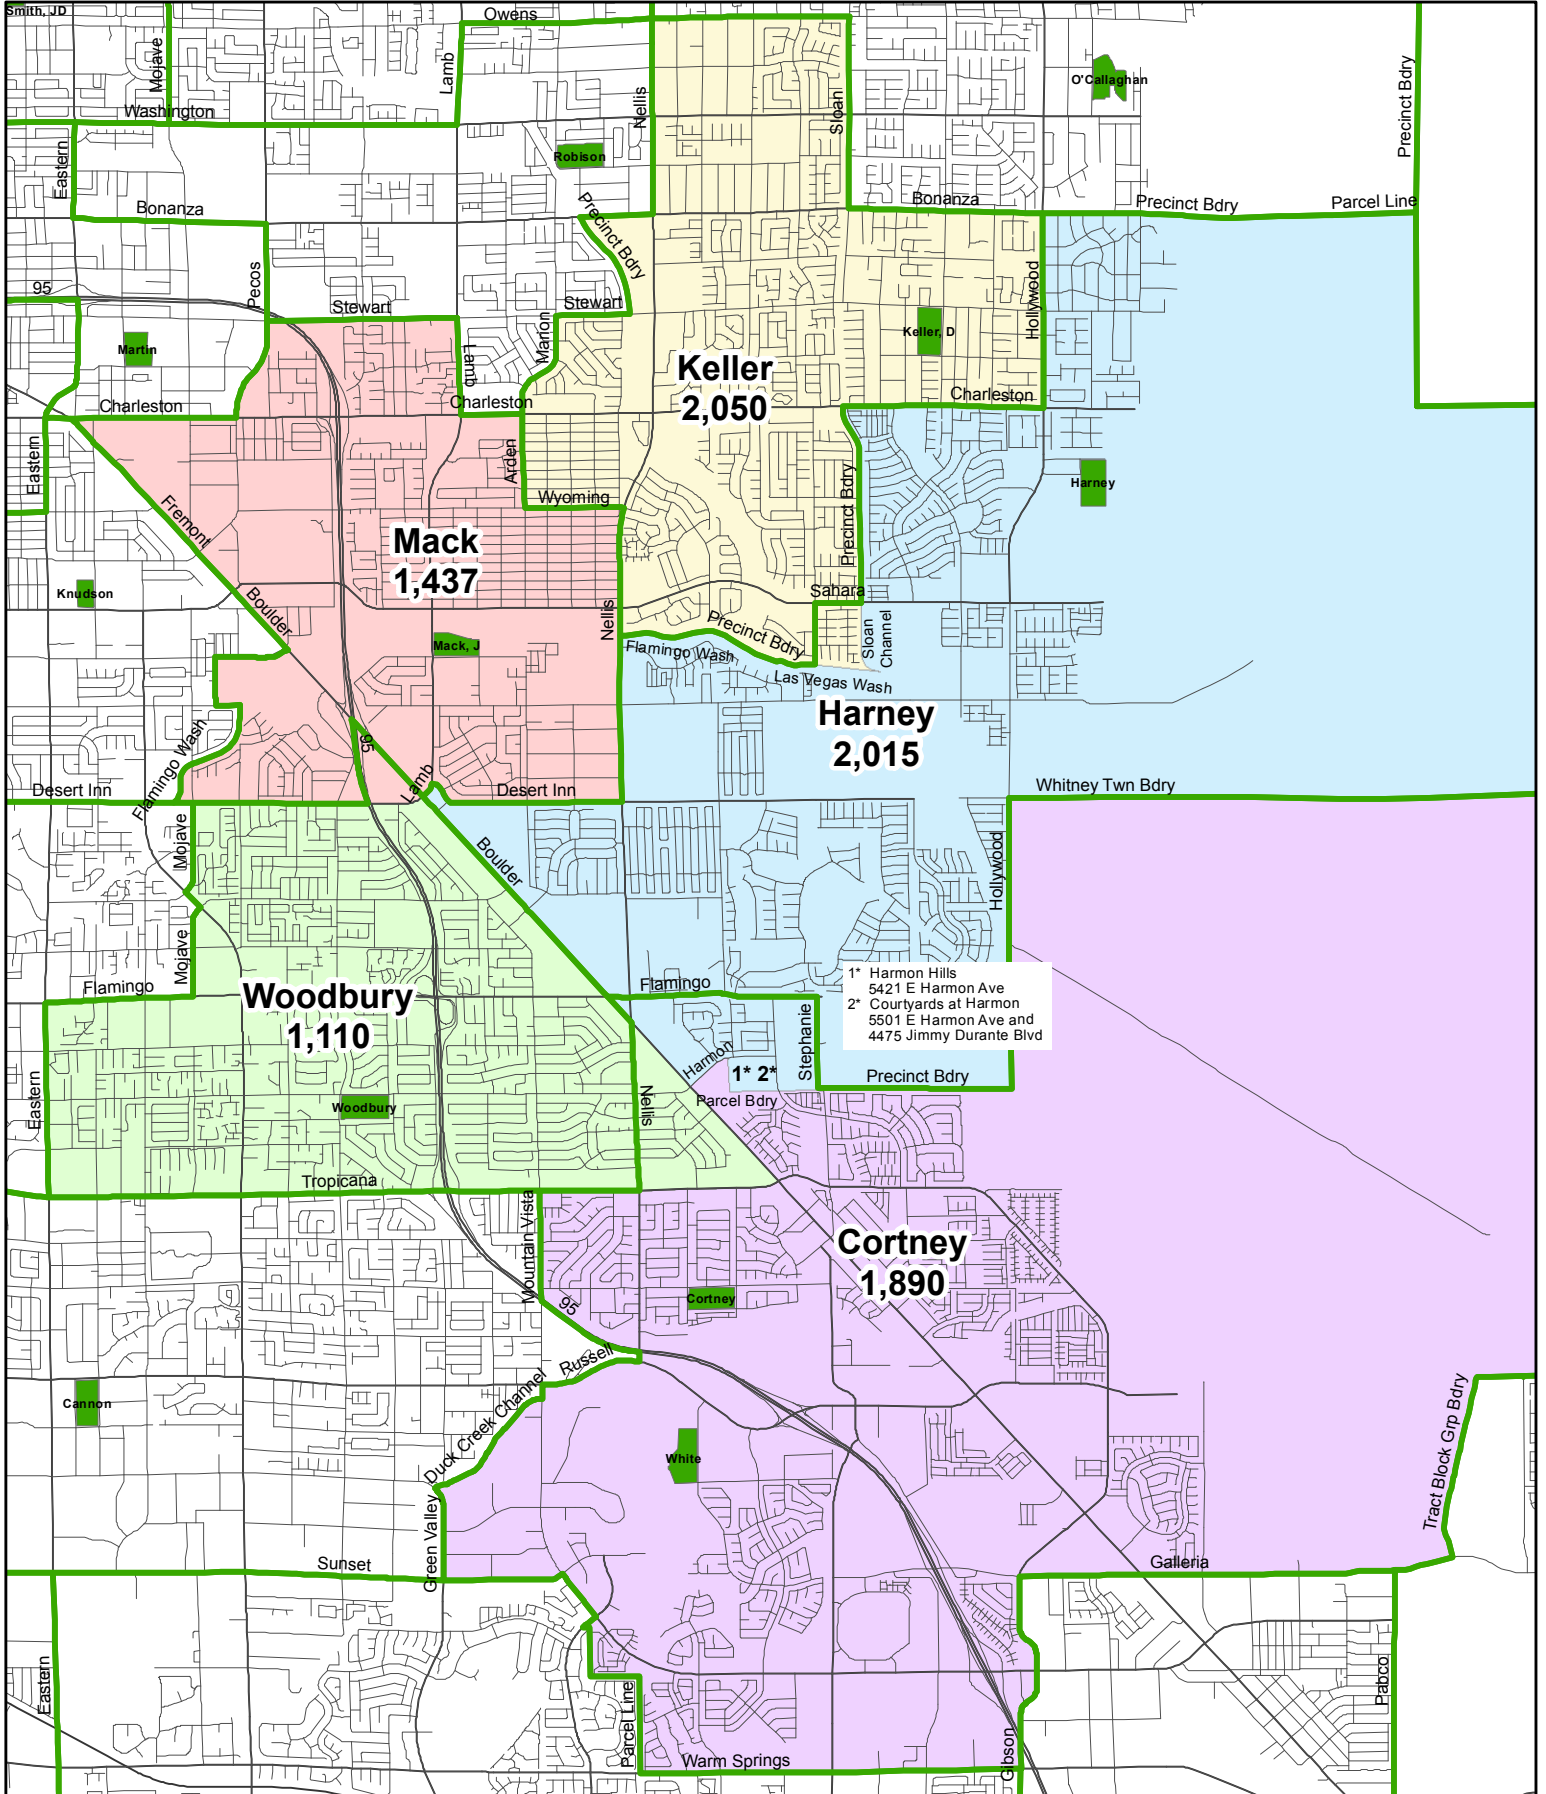 Smith, JD
Owens
Mojave
Lamb
Nellis
Sloan
O'Callaghan
Precinct Bdry
Washington
Robison
Eastern
Bonanza
Precinct Bdry
Bonanza
Precinct Bdry
Parcel Line
Pecos
95
Stewart
Stewart
Hollywood
Martin
Marion
Lamb
Keller, D
Keller
2,050
Charleston
Charleston
Charleston
Eastern
Arden
Wyoming
Precinct Bdry
Harney
Fremont
Mack
1,437
Knudson
Boulder
Nellis
Sahara
Mack, J
Precinct Bdry
Flamingo Wash
Sloan
Channel
Las Vegas Wash
Harney
2,015
Flamingo Wash
95
Lamb
Desert Inn
Desert Inn
Whitney Twn Bdry
Mojave
Boulder
Hollywood
Mojave
Flamingo
Flamingo
Woodbury
1,110
1* Harmon Hills
5421 E Harmon Ave
2* Courtyards at Harmon
5501 E Harmon Ave and
4475 Jimmy Durante Blvd
Stephanie
Harmon
1* 2*
Precinct Bdry
Parcel Bdry
Eastern
Woodbury
Nellis
Tropicana
Mountain Vista
Cortney
1,890
Cortney
95
Russell
Cannon
Duck Creek Channel
White
Tract Block Grp Bdry
Green Valley
Sunset
Galleria
Eastern
Parcel Line
Pabco
Warm Springs
Gibson